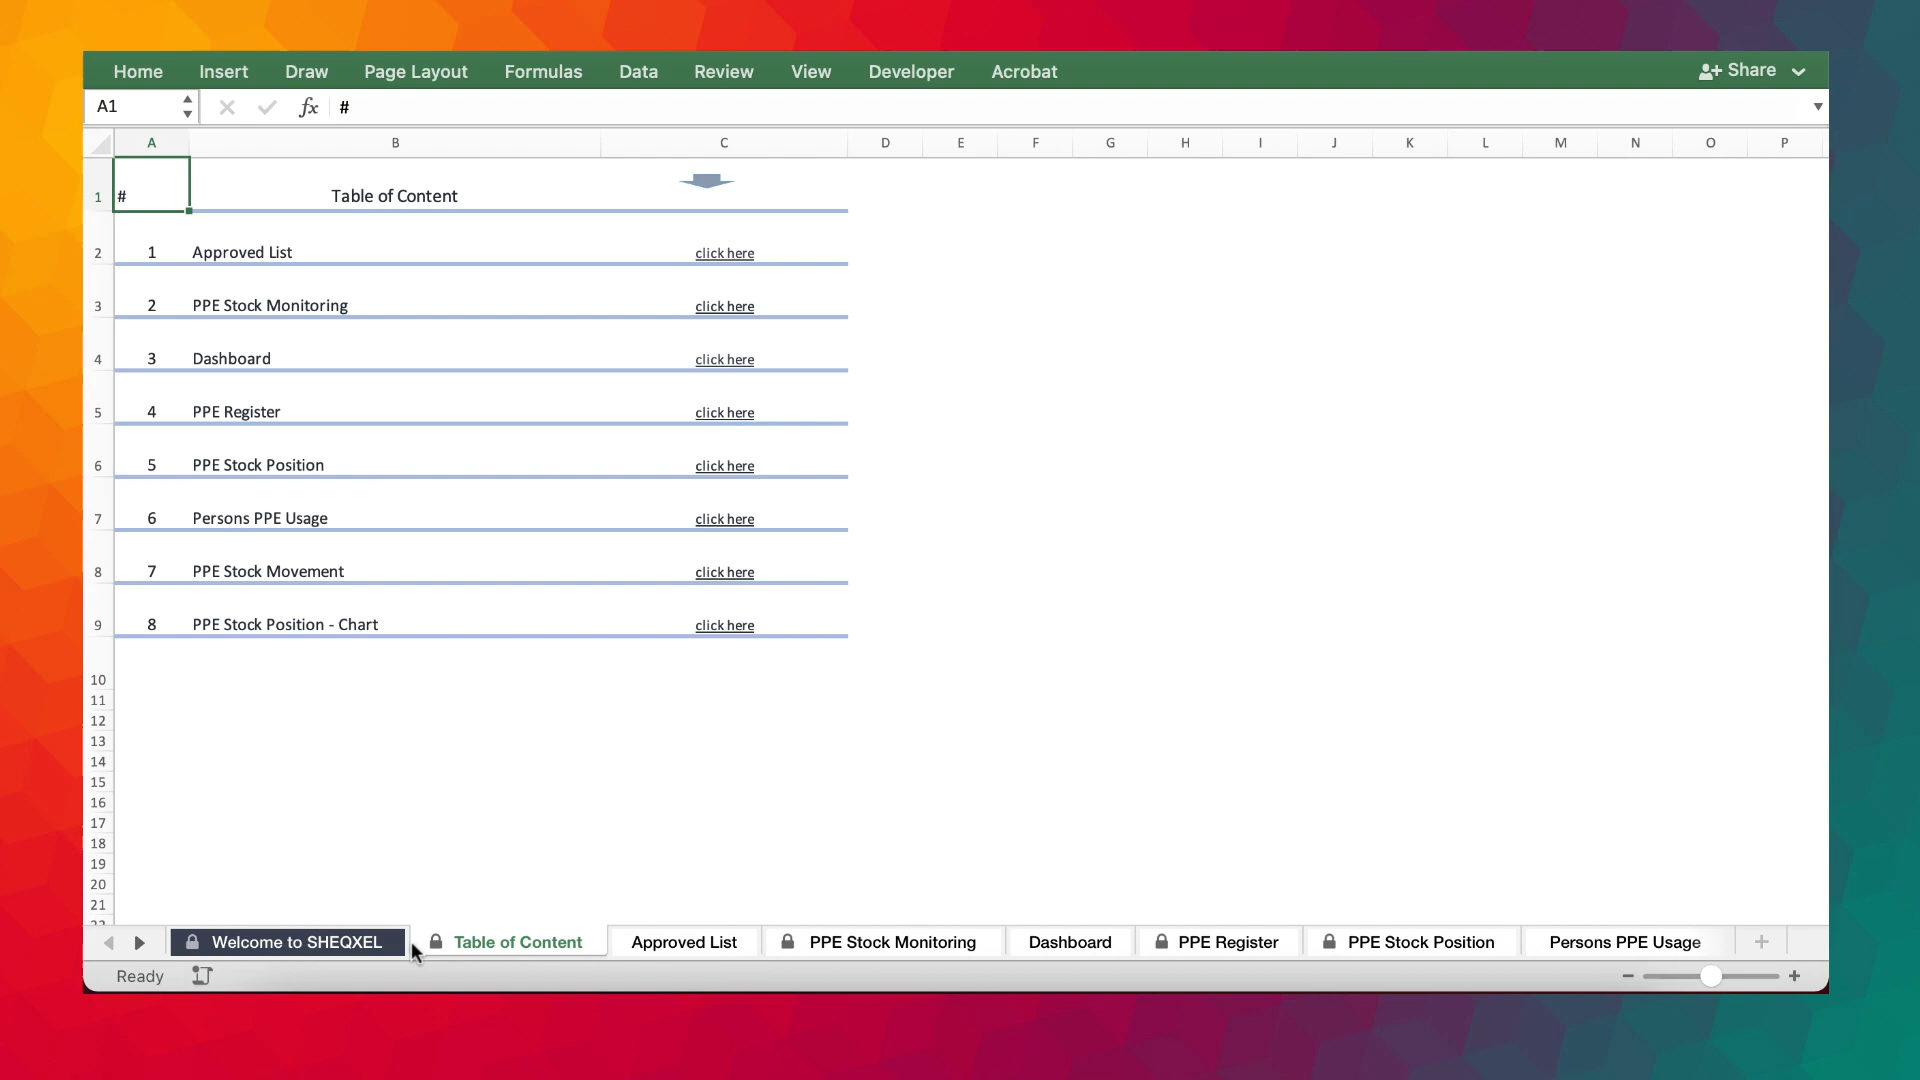 Home Insert Draw Page Layout Formulas Data Review View Developer Acrobat Share
A1 fx #
A B C D E F G H I J K L M N O P
1 # Table of Content
2 1 Approved List click here
3 2 PPE Stock Monitoring click here
4 3 Dashboard click here
5 4 PPE Register click here
6 5 PPE Stock Position click here
7 6 Persons PPE Usage click here
8 7 PPE Stock Movement click here
9 8 PPE Stock Position - Chart click here
10
11
12
13
14
15
16
17
18
19
20
21
22
Welcome to SHEQXEL Table of Content Approved List PPE Stock Monitoring Dashboard PPE Register PPE Stock Position Persons PPE Usage +
Ready − +